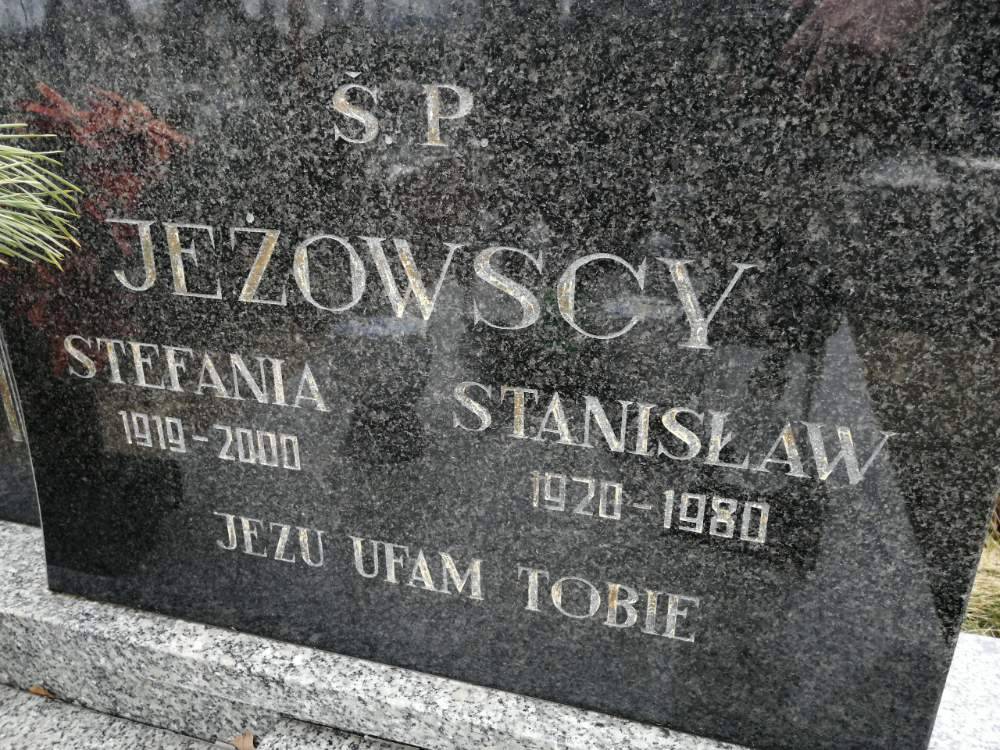 Ś. P.
JEŻOWSCY
STEFANIA
1919-2000
STANISŁAW
1920-1980
JEZU UFAM TOBIE